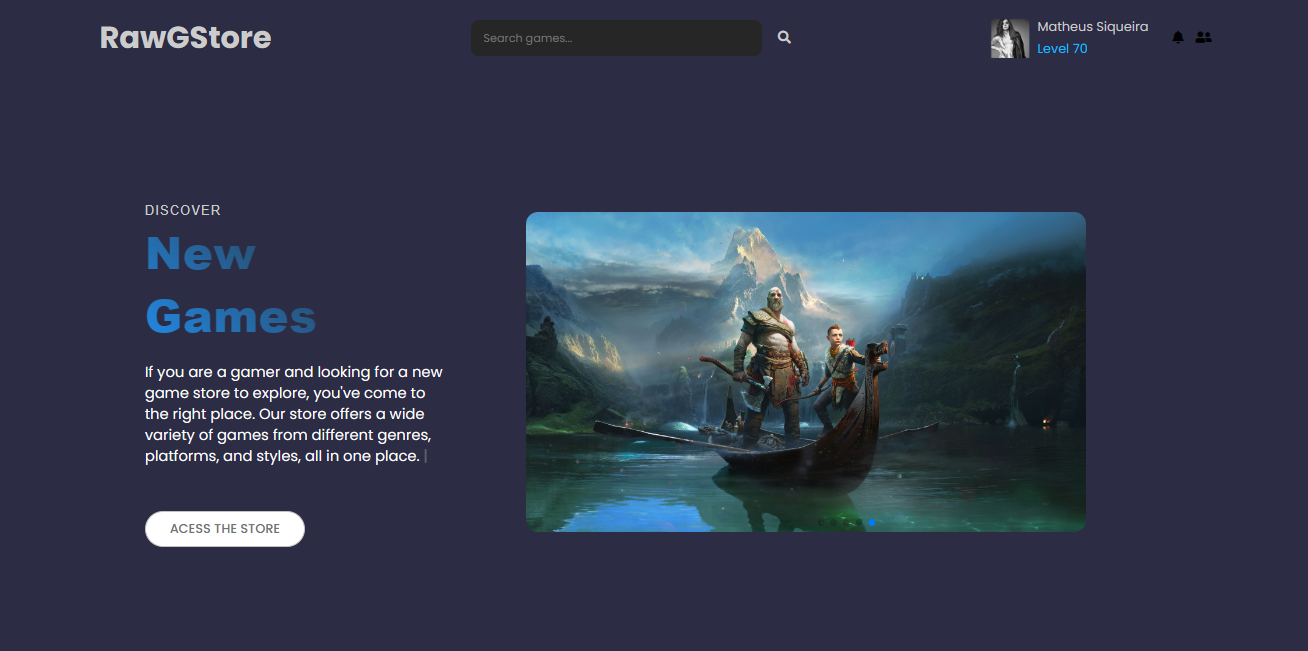 RawGStore
Search games...
Matheus Siqueira
Level 70
DISCOVER
New
Games
If you are a gamer and looking for a new
game store to explore, you've come to
the right place. Our store offers a wide
variety of games from different genres,
platforms, and styles, all in one place. |
ACESS THE STORE